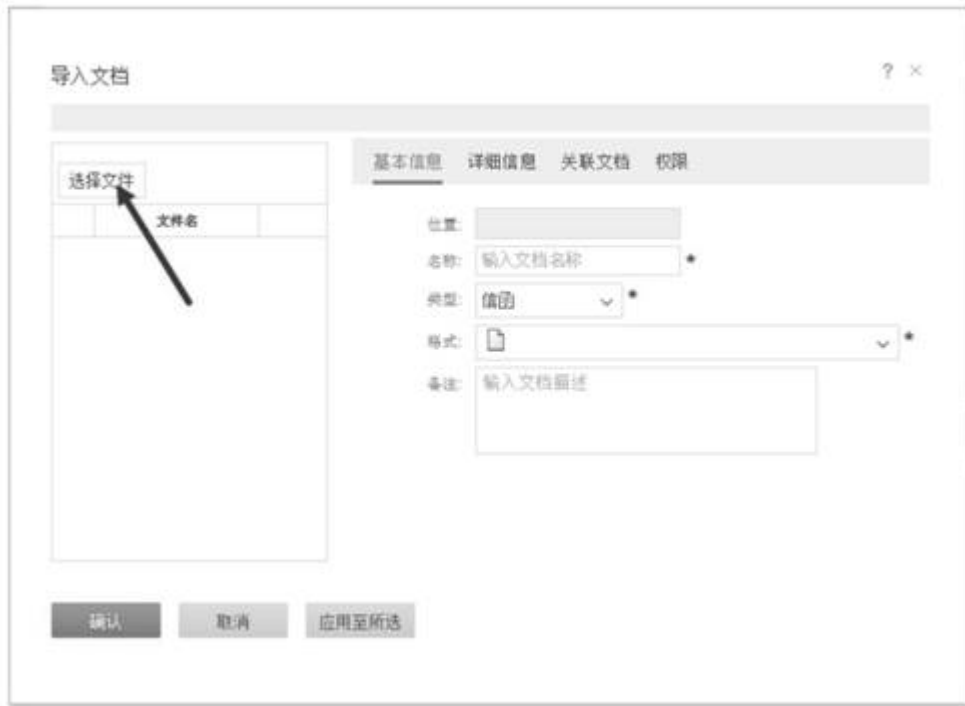 导入文档
? ×
选择文件
文件名
基本信息 详细信息 关联文档 权限
位置:
名称: 输入文档名称 *
类型: 信函 *
格式: *
备注: 输入文档描述
确认 取消 应用至所选